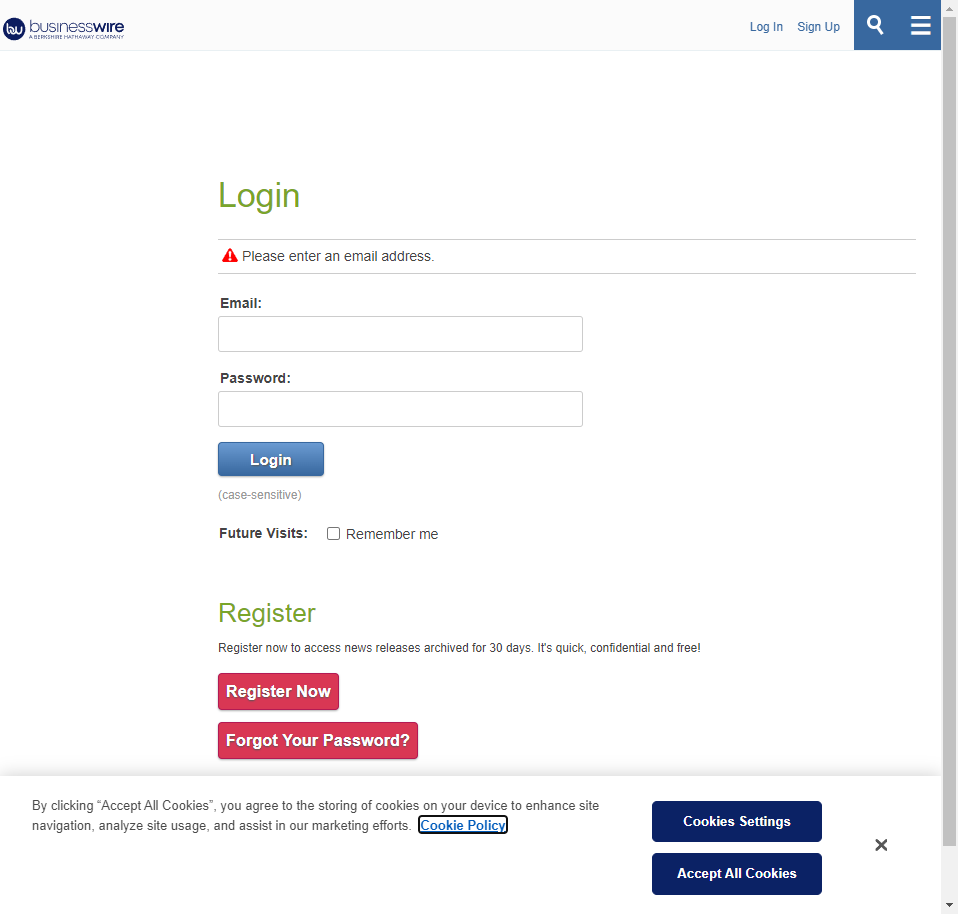 businesswire
A BERKSHIRE HATHAWAY COMPANY
Log In
Sign Up
Login
Please enter an email address.
Email:
Password:
Login
(case-sensitive)
Future Visits:
Remember me
Register
Register now to access news releases archived for 30 days. It's quick, confidential and free!
Register Now
Forgot Your Password?
By clicking “Accept All Cookies”, you agree to the storing of cookies on your device to enhance site
navigation, analyze site usage, and assist in our marketing efforts. Cookie Policy
Cookies Settings
Accept All Cookies